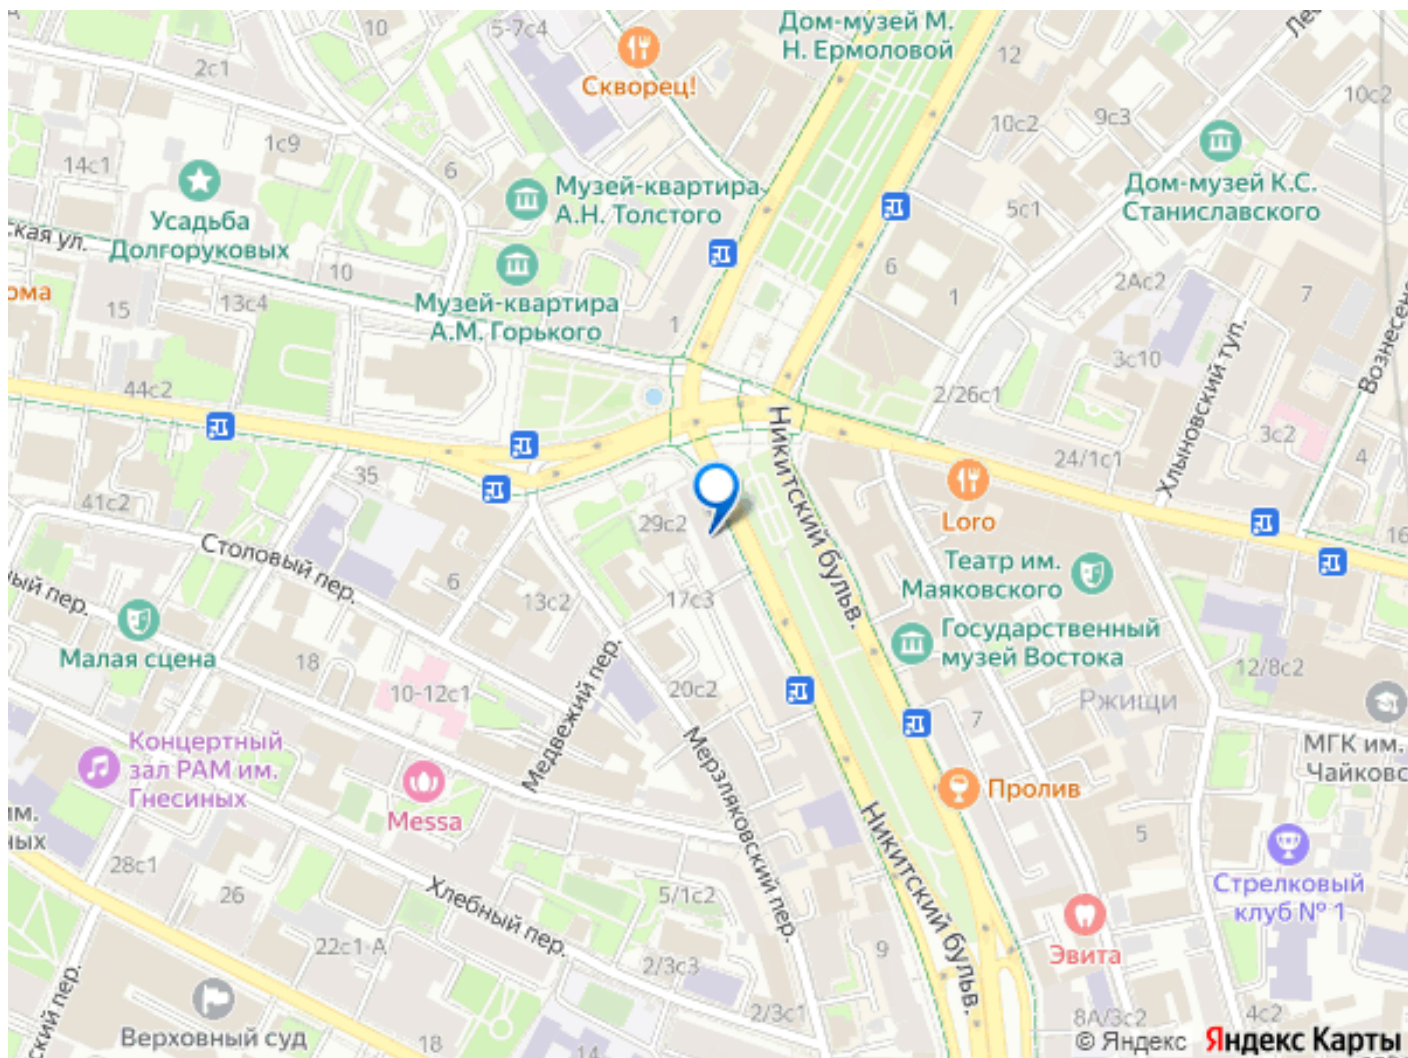 10
5-7с4
Дом-музей М.
Н. Ермоловой
12
2с1
Скворец!
10с2
9с3
10с2
1с9
14с1
6
Музей-квартира
А.Н. Толстого
Дом-музей К.С.
Станиславского
5с1
Усадьба
Долгоруковых
ская ул.
10
6
1
2Ас2
7
ома
15
13с4
Музей-квартира
А.М. Горького
1
3с10
Хлыновский туп.
Вознесенс
44с2
2/26с1
Никитский бульв.
3с2
4
24/1с1
35
41с2
29с2
Loro
16
Столовый пер.
ный пер.
6
13с2
17с3
Театр им.
Маяковского
Малая сцена
Государственный
музей Востока
18
10-12с1
Медвежий пер.
20с2
12/8с2
Ржищи
7
Концертный
зал РАМ им.
Гнесиных
Мерзляковский пер.
МГК им.
Чайковс
Messa
Пролив
им.
ных
5
28с1
26
Хлебный пер.
5/1с2
Никитский бульв.
Стрелковый
клуб № 1
22с1-А
2/3с3
9
Эвита
ский пер.
2/3с1
8А/3с2
4с2
Верховный суд
18
14
© Яндекс
Яндекс Карты